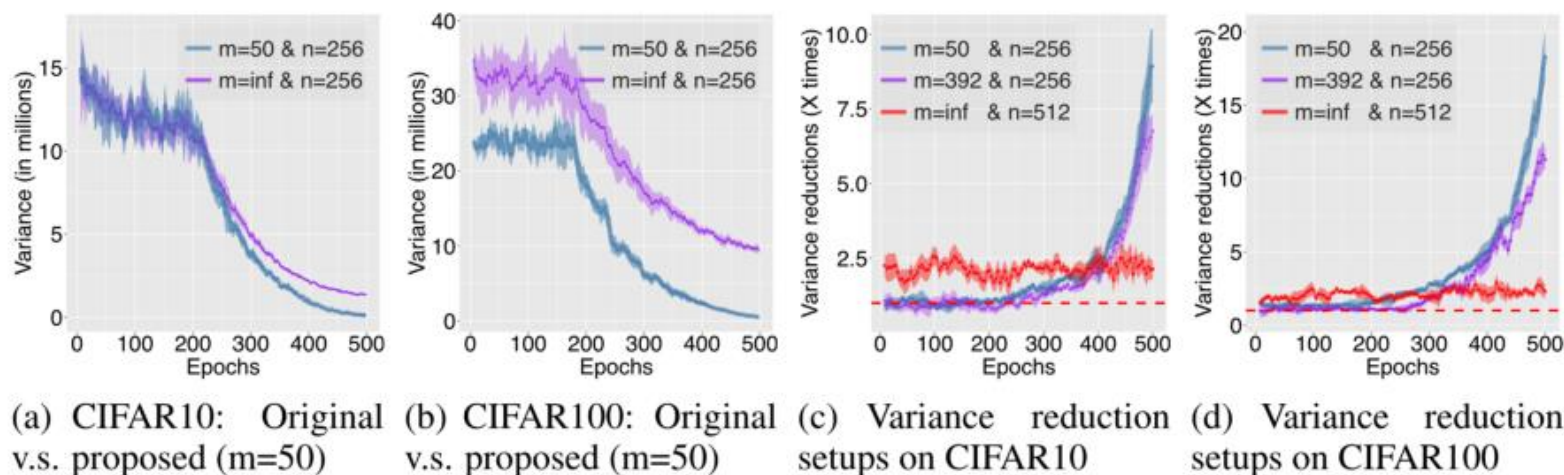 m=50 & n=256
m=inf & n=256
Variance (in millions)
15
10
5
0
0 100 200 300 400 500
Epochs
m=50 & n=256
m=inf & n=256
Variance (in millions)
40
30
20
10
0
0 100 200 300 400 500
Epochs
m=50 & n=256
m=392 & n=256
m=inf & n=512
Variance reductions (X times)
10.0
7.5
5.0
2.5
0 100 200 300 400 500
Epochs
m=50 & n=256
m=392 & n=256
m=inf & n=512
Variance reductions (X times)
20
15
10
5
0
0 100 200 300 400 500
Epochs
(a) CIFAR10: Original
v.s. proposed (m=50)
(b) CIFAR100: Original
v.s. proposed (m=50)
(c) Variance reduction
setups on CIFAR10
(d) Variance reduction
setups on CIFAR100